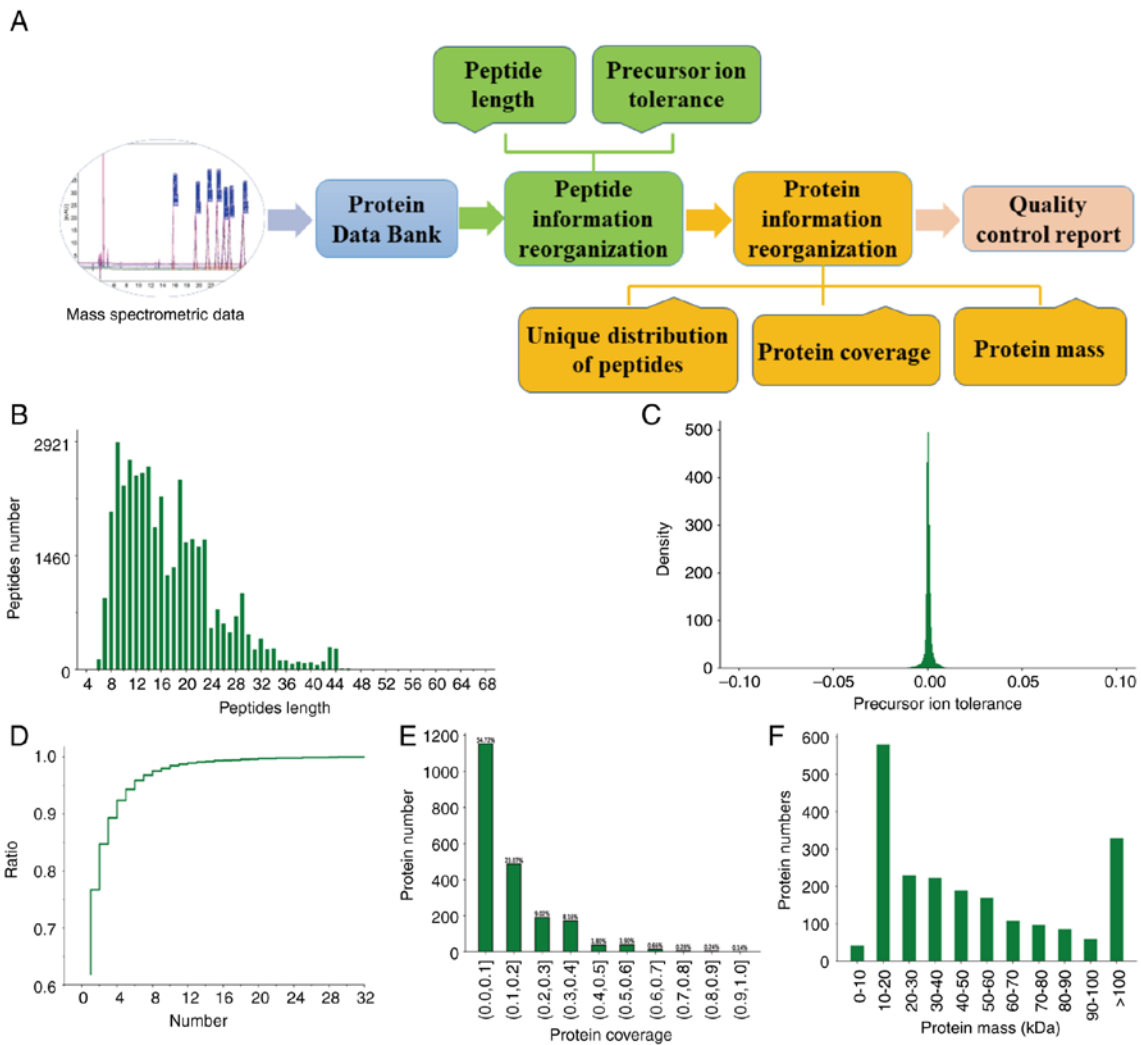 A
Peptide
length
Precursor ion
tolerance
Protein
Data Bank
Peptide
information
reorganization
Protein
information
reorganization
Quality
control report
Mass spectrometric data
Unique distribution
of peptides
Protein coverage
Protein mass
B
2921
1460
0
Peptides number
4 8 12 16 20 24 28 32 36 40 44 48 52 56 60 64 68
Peptides length
C
500
400
300
200
100
0
Density
−0.10 −0.05 0.00 0.05 0.10
Precursor ion tolerance
D
1.0
0.9
0.8
0.7
0.6
Ratio
0 4 8 12 16 20 24 28 32
Number
E
1200
1000
800
600
400
200
0
Protein number
(0.0,0.1]
(0.1,0.2]
(0.2,0.3]
(0.3,0.4]
(0.4,0.5]
(0.5,0.6]
(0.6,0.7]
(0.7,0.8]
(0.8,0.9]
(0.9,1.0]
Protein coverage
F
600
500
400
300
200
100
0
Protein numbers
0-10
10-20
20-30
30-40
40-50
50-60
60-70
70-80
80-90
90-100
>100
Protein mass (kDa)